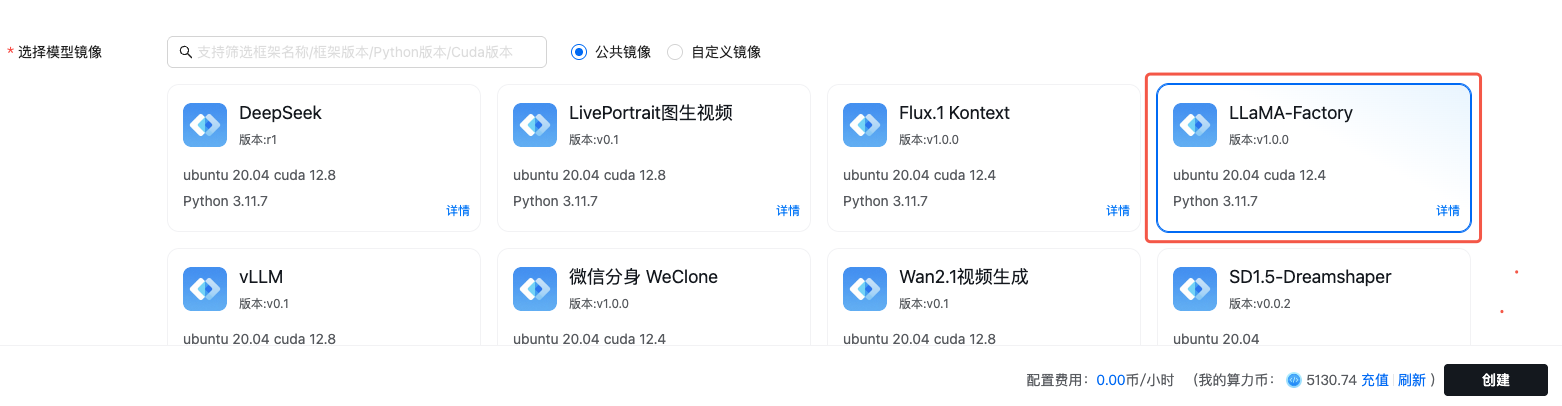 * 选择模型镜像
支持筛选框架名称/框架版本/Python版本/Cuda版本
公共镜像
自定义镜像
DeepSeek
版本:r1
ubuntu 20.04 cuda 12.8
Python 3.11.7
详情
LivePortrait图生视频
版本:v0.1
ubuntu 20.04 cuda 12.8
Python 3.11.7
详情
Flux.1 Kontext
版本:v1.0.0
ubuntu 20.04 cuda 12.4
Python 3.11.7
详情
LLaMA-Factory
版本:v1.0.0
ubuntu 20.04 cuda 12.4
Python 3.11.7
详情
vLLM
版本:v0.1
ubuntu 20.04 cuda 12.8
微信分身 WeClone
版本:v1.0.0
ubuntu 20.04 cuda 12.4
Wan2.1视频生成
版本:v0.1
ubuntu 20.04 cuda 12.8
SD1.5-Dreamshaper
版本:v0.0.2
ubuntu 20.04
配置费用：0.00币/小时 （我的算力币： 5130.74 充值 刷新 ）
创建